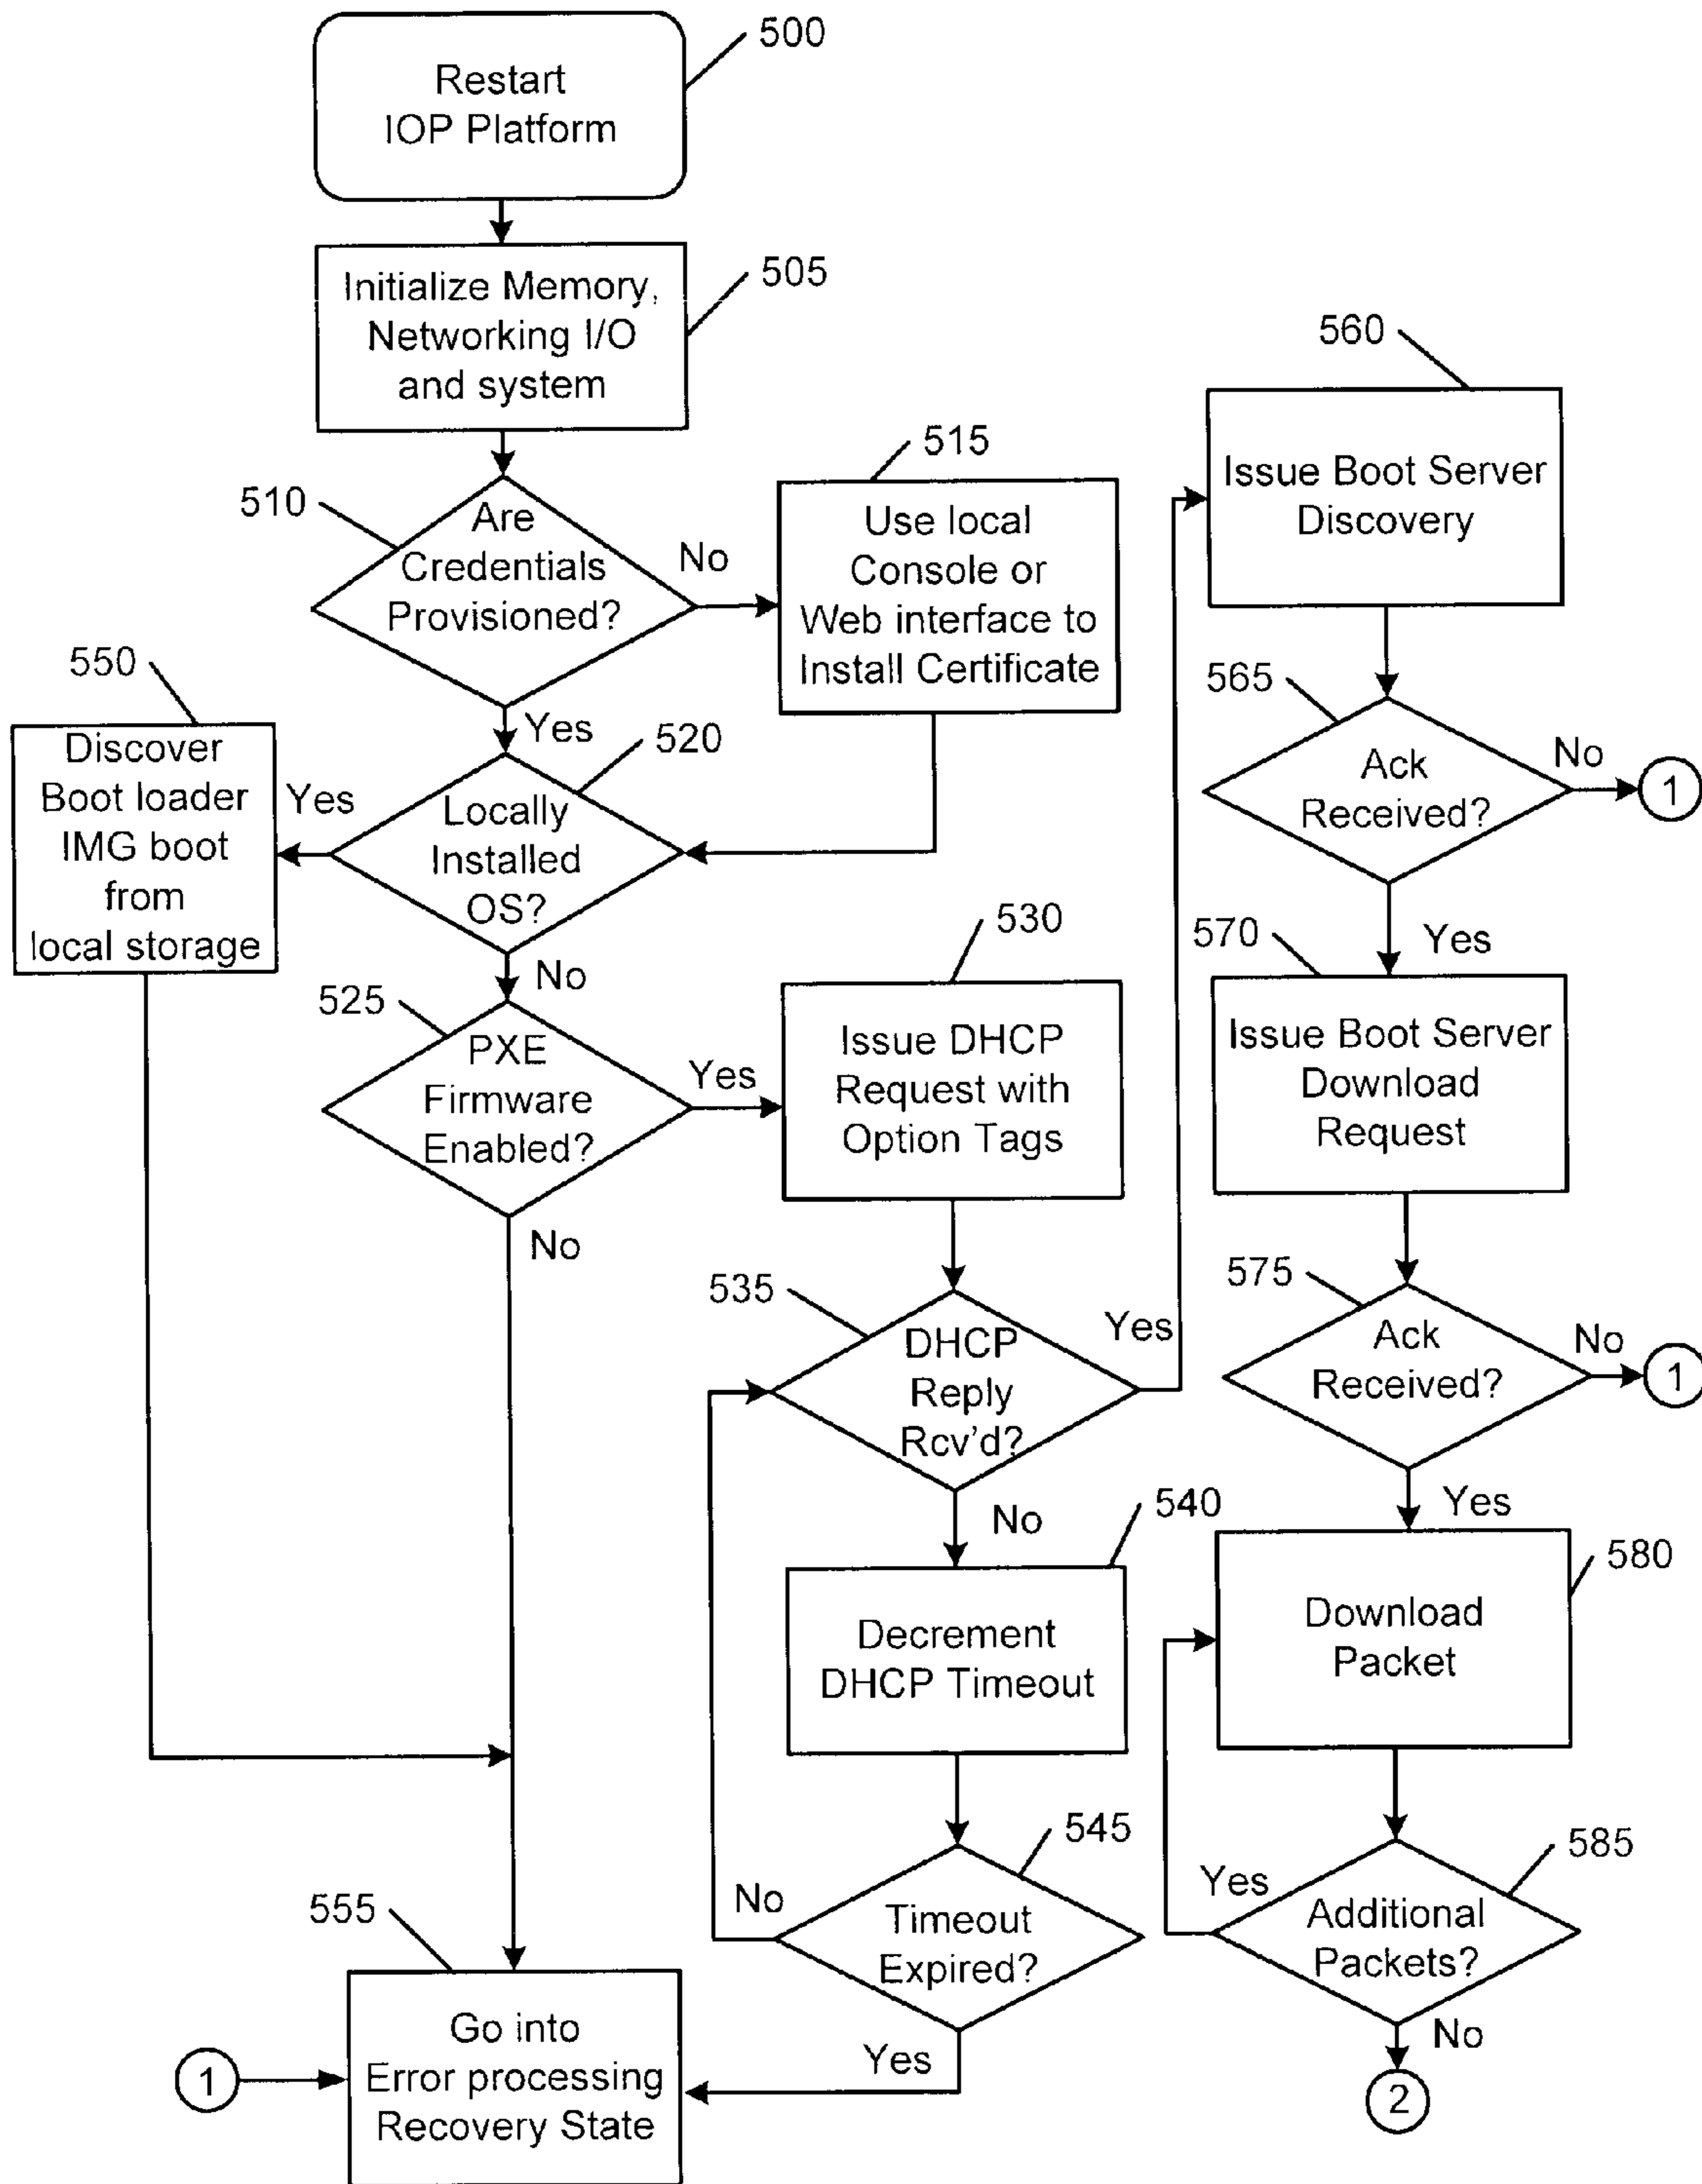 500
Restart
IOP Platform
505
Initialize Memory,
Networking I/O
and system
510
Are
Credentials
Provisioned?
No
Yes
515
Use local
Console or
Web interface to
Install Certificate
520
Locally
Installed
OS?
Yes
No
550
Discover
Boot loader
IMG boot
from
local storage
525
PXE
Firmware
Enabled?
Yes
No
530
Issue DHCP
Request with
Option Tags
535
DHCP
Reply
Rcv'd?
Yes
No
540
Decrement
DHCP Timeout
545
Timeout
Expired?
No
Yes
555
Go into
Error processing
Recovery State
1
560
Issue Boot Server
Discovery
565
Ack
Received?
No
1
Yes
570
Issue Boot Server
Download
Request
575
Ack
Received?
No
1
Yes
580
Download
Packet
585
Additional
Packets?
Yes
No
2